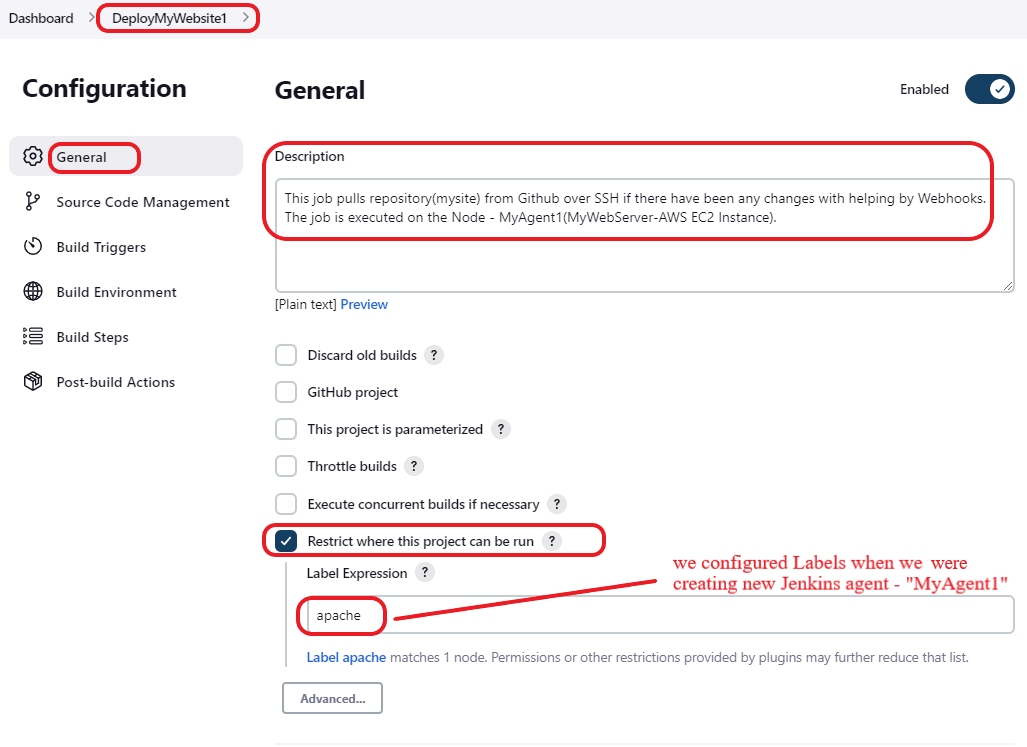 Dashboard > DeployMyWebsite1 >
Configuration
General
Source Code Management
Build Triggers
Build Environment
Build Steps
Post-build Actions
General
Enabled
Description
This job pulls repository(mysite) from Github over SSH if there have been any changes with helping by Webhooks.
The job is executed on the Node - MyAgent1(MyWebServer-AWS EC2 Instance).
[Plain text] Preview
Discard old builds ?
GitHub project
This project is parameterized ?
Throttle builds ?
Execute concurrent builds if necessary ?
Restrict where this project can be run ?
Label Expression ?
we configured Labels when we were
creating new Jenkins agent - "MyAgent1"
apache
Label apache matches 1 node. Permissions or other restrictions provided by plugins may further reduce that list.
Advanced...